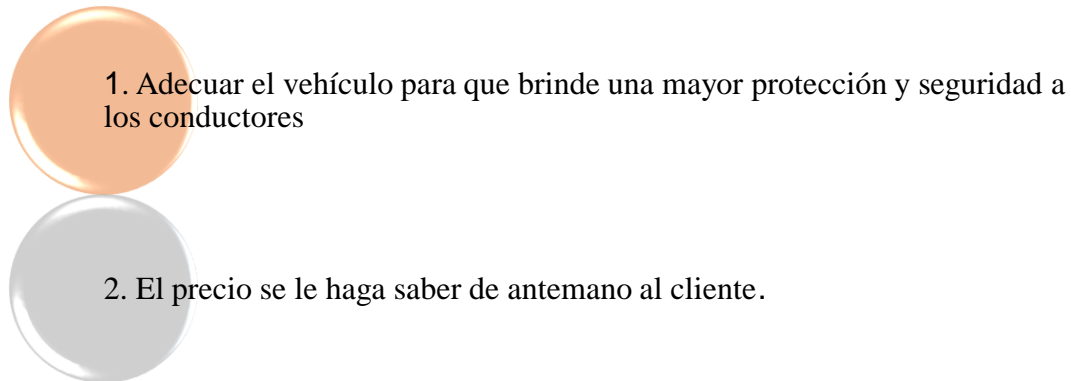 1. Adecuar el vehículo para que brinde una mayor protección y seguridad a
los conductores
2. El precio se le haga saber de antemano al cliente.